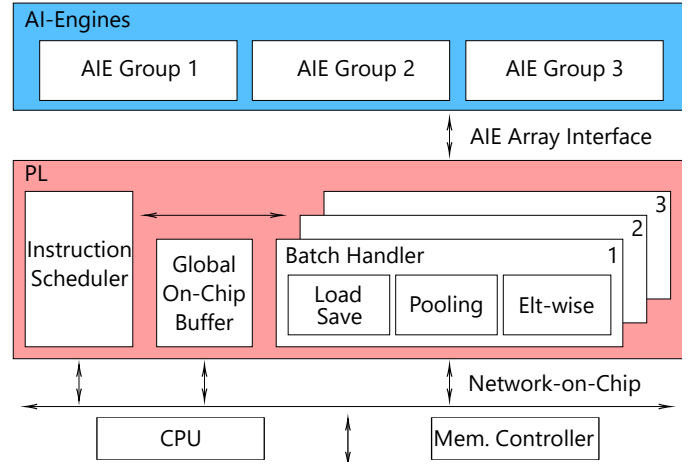 AI-Engines
AIE Group 1
AIE Group 2
AIE Group 3
AIE Array Interface
PL
Instruction
Scheduler
Global
On-Chip
Buffer
3
2
Batch Handler
1
Load
Save
Pooling
Elt-wise
Network-on-Chip
CPU
Mem. Controller